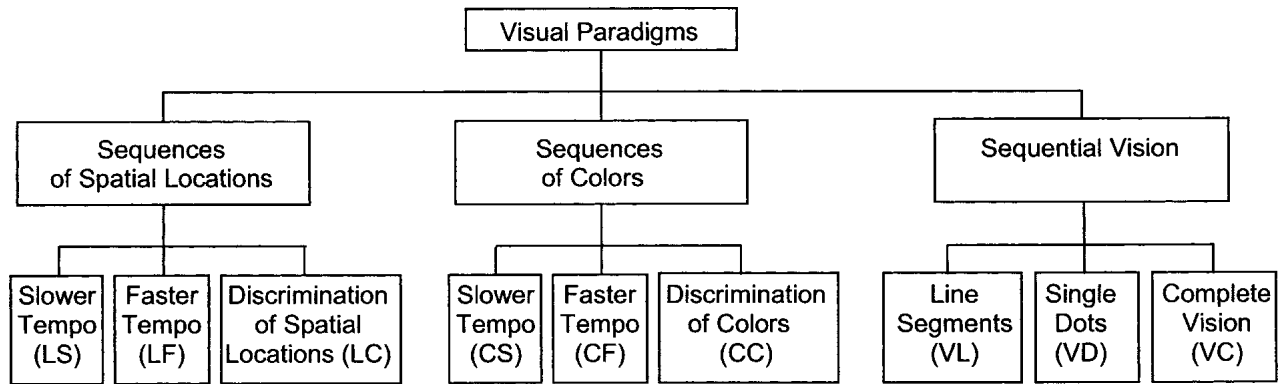 Visual Paradigms
Sequences
of Spatial Locations
Sequences
of Colors
Sequential Vision
Slower
Tempo
(LS)
Faster
Tempo
(LF)
Discrimination
of Spatial
Locations (LC)
Slower
Tempo
(CS)
Faster
Tempo
(CF)
Discrimination
of Colors
(CC)
Line
Segments
(VL)
Single
Dots
(VD)
Complete
Vision
(VC)